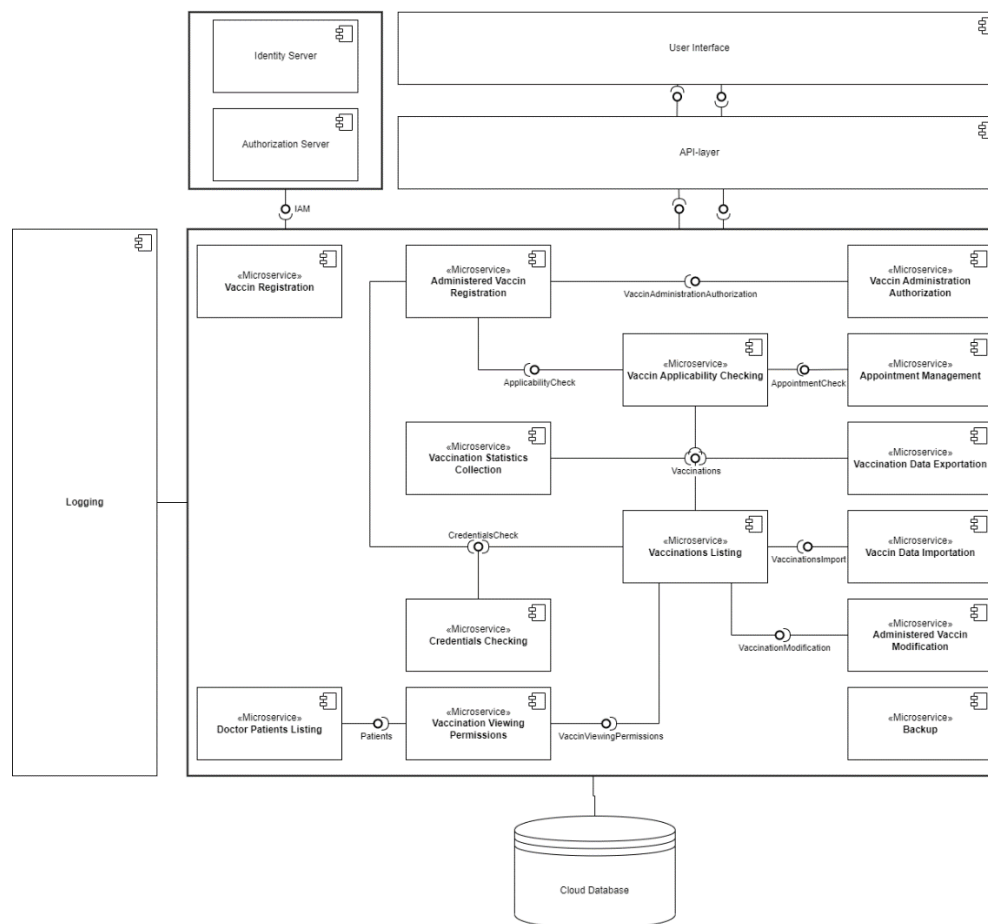 Identity Server
User Interface
Authorization Server
API-layer
IAM
«Microservice»
Vaccin Registration
«Microservice»
Administered Vaccin
Registration
VaccinAdministrationAuthorization
«Microservice»
Vaccin Administration
Authorization
ApplicabilityCheck
«Microservice»
Vaccin Applicability Checking
AppointmentCheck
«Microservice»
Appointment Management
«Microservice»
Vaccination Statistics
Collection
Vaccinations
«Microservice»
Vaccination Data Exportation
Logging
CredentialsCheck
«Microservice»
Vaccinations Listing
VaccinationsImport
«Microservice»
Vaccin Data Importation
«Microservice»
Credentials Checking
VaccinationModification
«Microservice»
Administered Vaccin
Modification
«Microservice»
Doctor Patients Listing
Patients
«Microservice»
Vaccination Viewing
Permissions
VaccinViewingPermissions
«Microservice»
Backup
Cloud Database